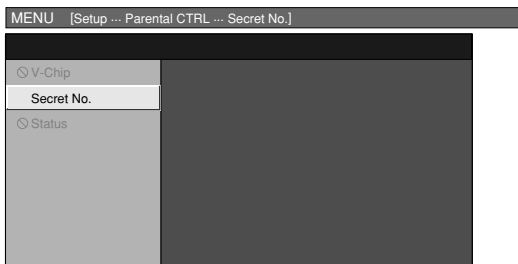 MENU [Setup ··· Parental CTRL ··· Secret No.]
V-Chip
Secret No.
Status